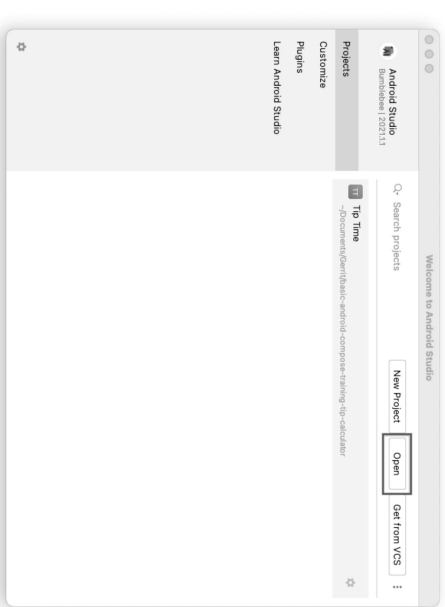 Welcome to Android Studio
Android Studio
Bumblebee | 2021.1.1
Projects
Customize
Plugins
Learn Android Studio
Search projects
New Project
Open
Get from VCS
TT
Tip Time
~/Documents/Gerrit/basic-android-compose-training-tip-calculator